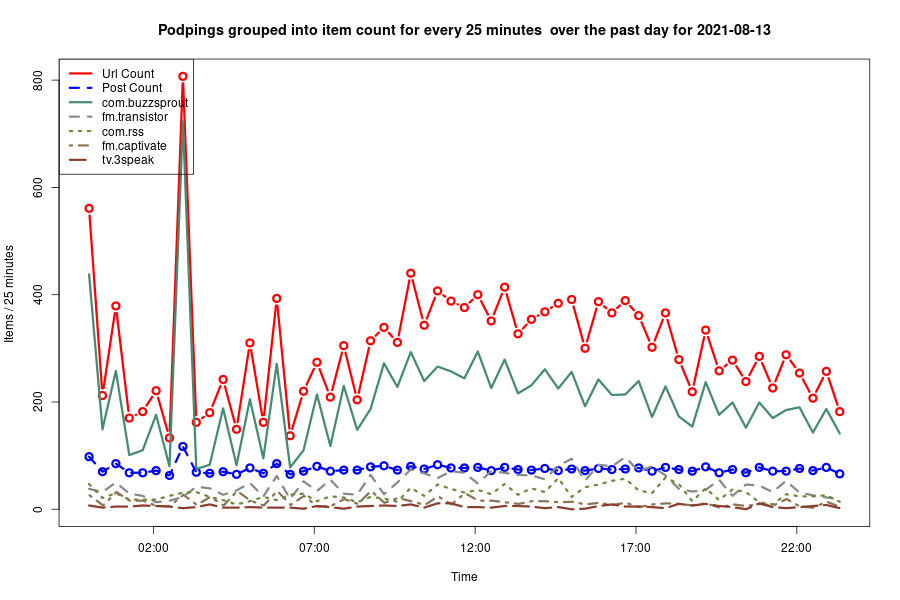 Podpings grouped into item count for every 25 minutes  over the past day for 2021-08-13
Url Count
Post Count
com.buzzsprout
fm.transistor
com.rss
fm.captivate
tv.3speak
Items / 25 minutes
800
600
400
200
0
02:00
07:00
12:00
17:00
22:00
Time